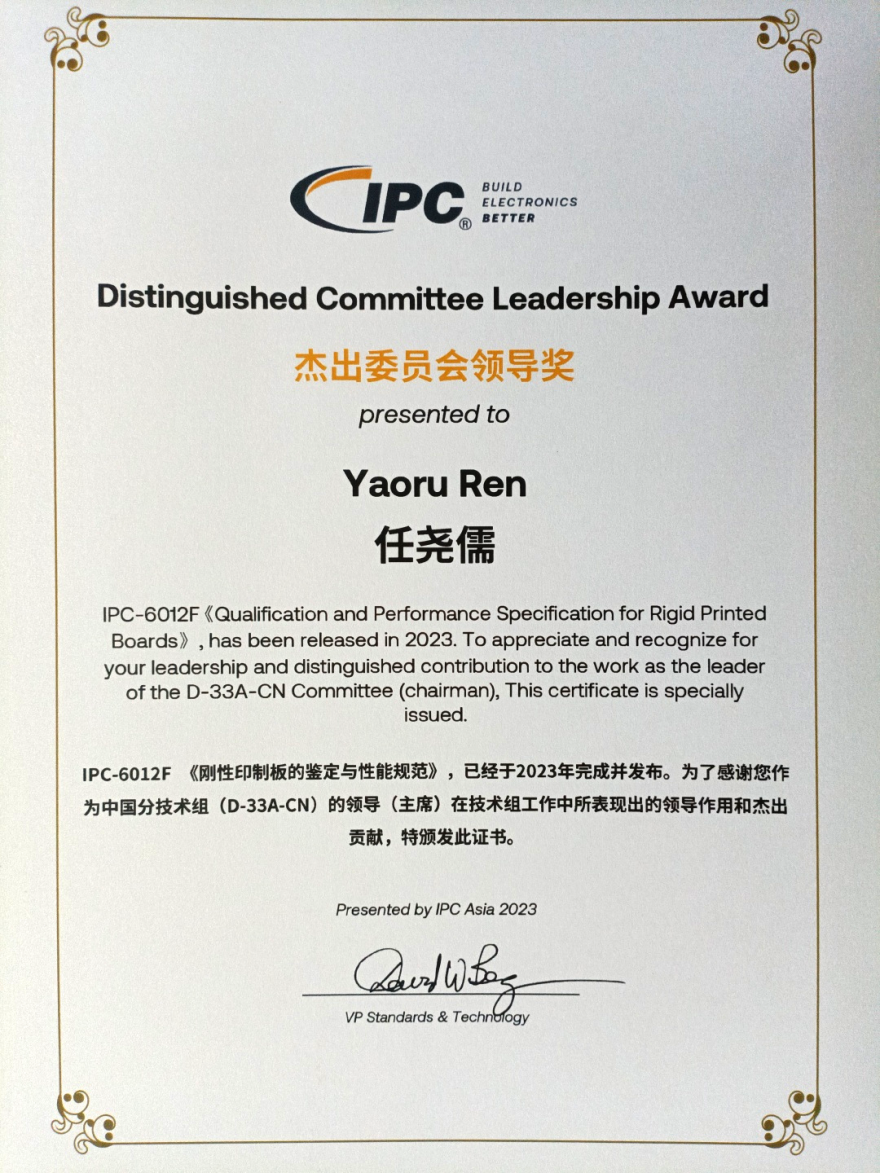 IPC® BUILD
ELECTRONICS
BETTER
Distinguished Committee Leadership Award
杰出委员会领导奖
presented to
Yaoru Ren
任尧儒
IPC-6012F《Qualification and Performance Specification for Rigid Printed
Boards》, has been released in 2023. To appreciate and recognize for
your leadership and distinguished contribution to the work as the leader
of the D-33A-CN Committee (chairman), This certificate is specially
issued.
IPC-6012F 《刚性印制板的鉴定与性能规范》，已经于2023年完成并发布。为了感谢您作
为中国分技术组（D-33A-CN）的领导（主席）在技术组工作中所表现出的领导作用和杰出
贡献，特颁发此证书。
Presented by IPC Asia 2023
David W Be
VP Standards & Technology